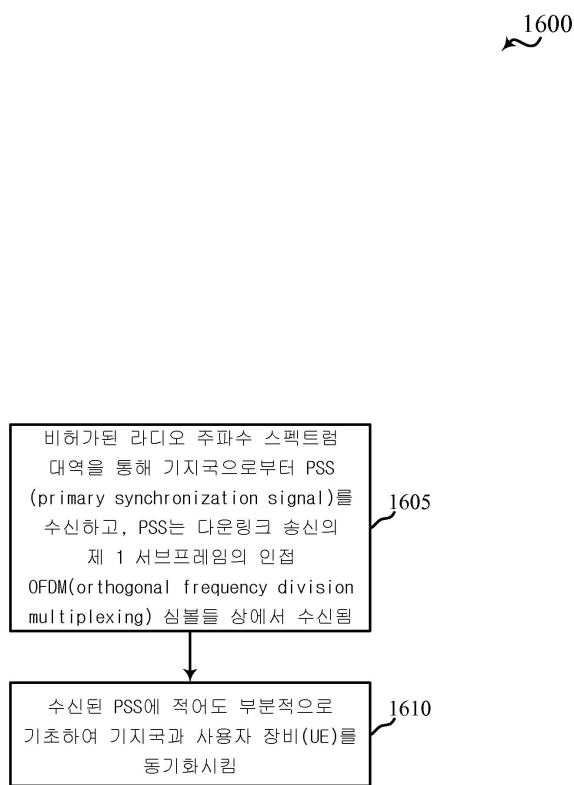 1600
비허가된 라디오 주파수 스펙트럼
대역을 통해 기지국으로부터 PSS
(primary synchronization signal)를
수신하고, PSS는 다운링크 송신의
제 1 서브프레임의 인접
OFDM(orthogonal frequency division
multiplexing) 심볼들 상에서 수신됨
1605
수신된 PSS에 적어도 부분적으로
기초하여 기지국과 사용자 장비(UE)를
동기화시킴
1610